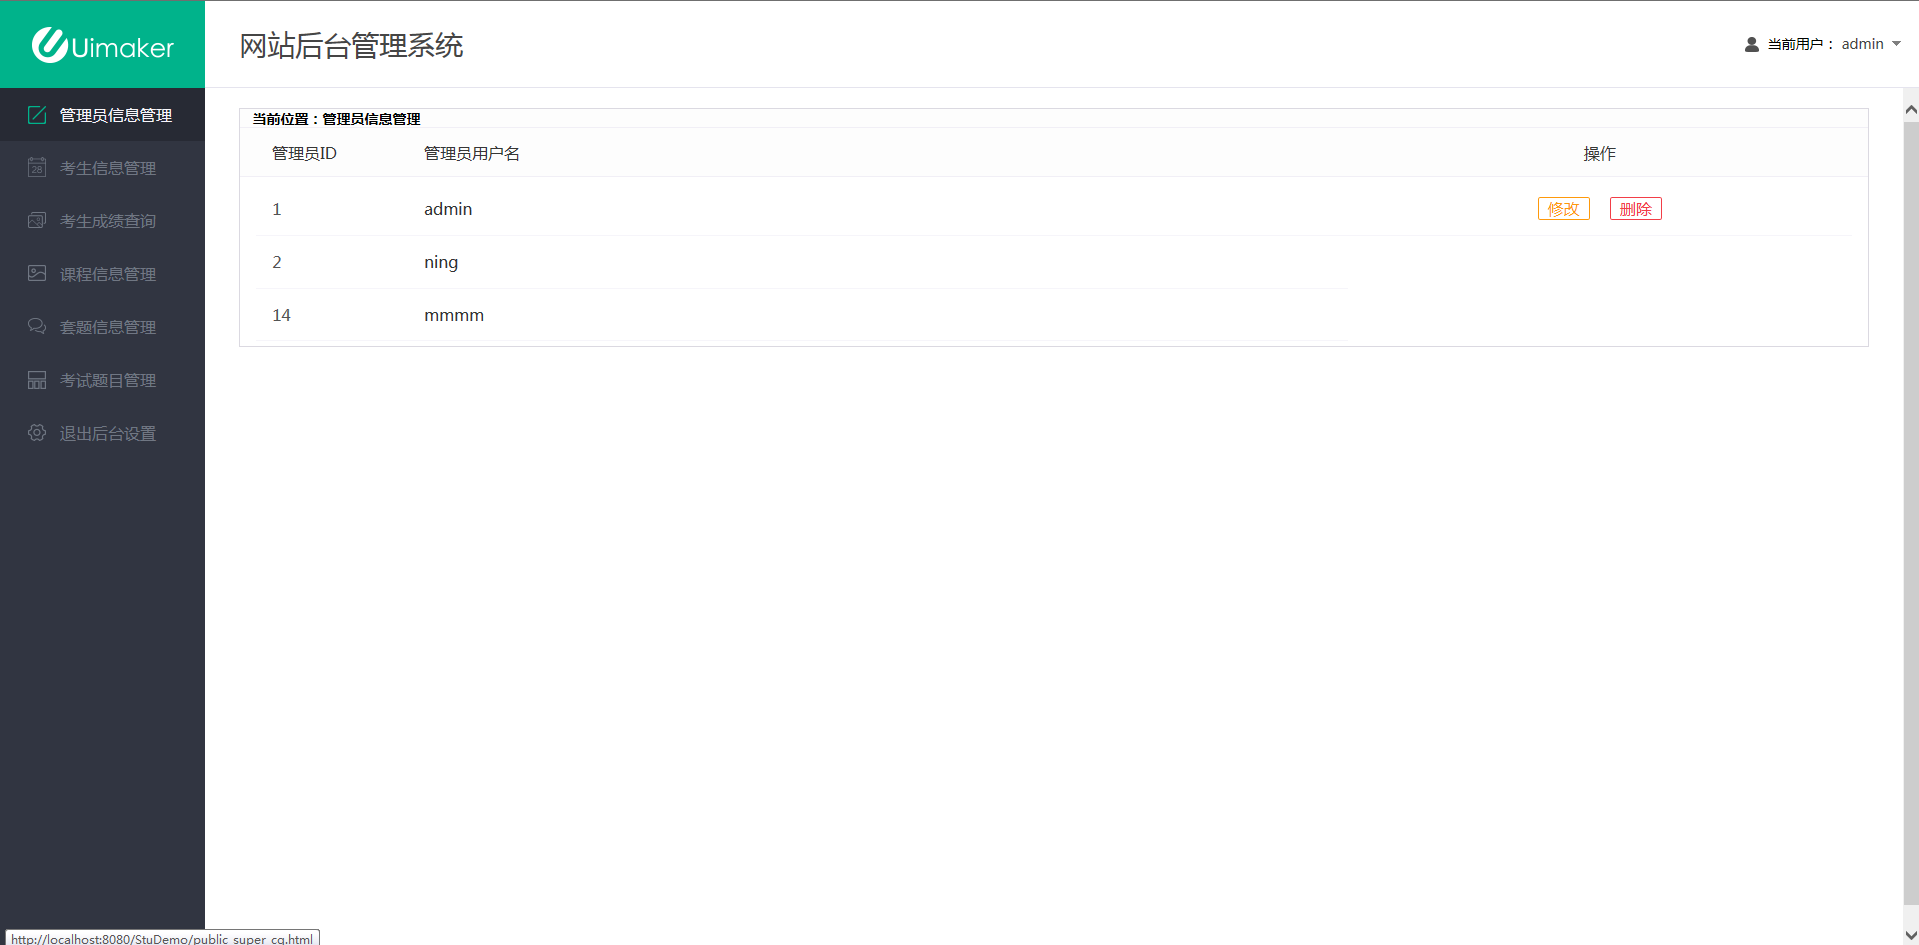 Uimaker
网站后台管理系统
当前用户： admin
管理员信息管理
28
考生信息管理
考生成绩查询
课程信息管理
套题信息管理
考试题目管理
退出后台设置
当前位置：管理员信息管理
管理员ID 管理员用户名 操作
1 admin 修改 删除
2 ning
14 mmmm
http://localhost:8080/StuDemo/public_super_cg.html